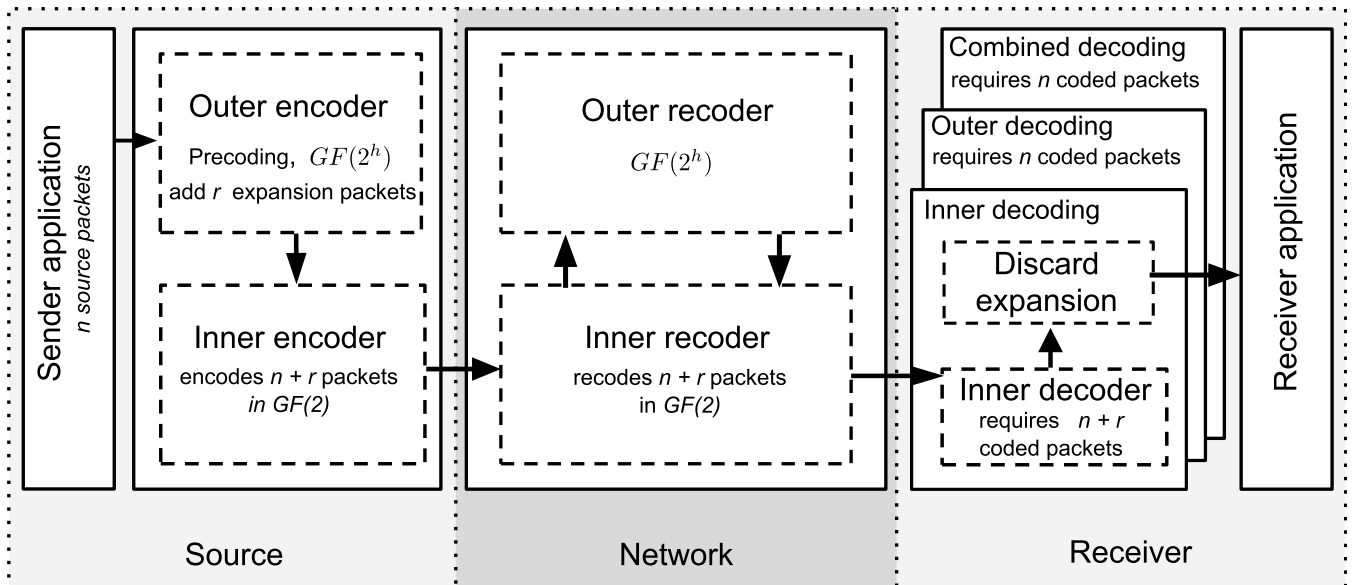 Sender application
n source packets
Outer encoder
Precoding, GF(2^h)
add r expansion packets
Inner encoder
encodes n + r packets
in GF(2)
Source
Outer recoder
GF(2^h)
Inner recoder
recodes n + r packets
in GF(2)
Network
Combined decoding
requires n coded packets
Outer decoding
requires n coded packets
Inner decoding
Discard
expansion
Inner decoder
requires n + r
coded packets
Receiver application
Receiver